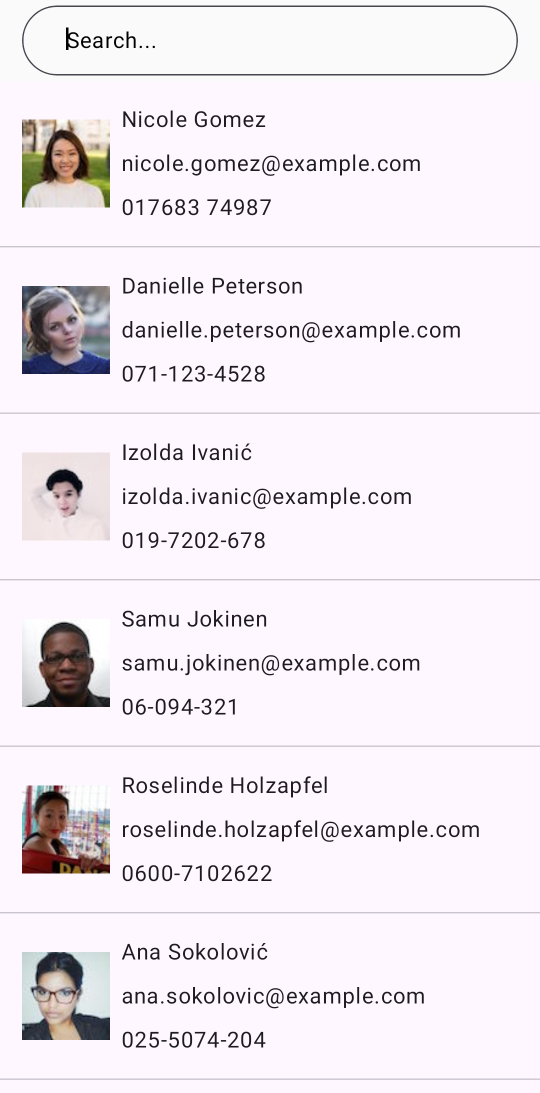 Search...
Nicole Gomez
nicole.gomez@example.com
017683 74987
Danielle Peterson
danielle.peterson@example.com
071-123-4528
Izolda Ivanić
izolda.ivanic@example.com
019-7202-678
Samu Jokinen
samu.jokinen@example.com
06-094-321
Roselinde Holzapfel
roselinde.holzapfel@example.com
0600-7102622
Ana Sokolović
ana.sokolovic@example.com
025-5074-204